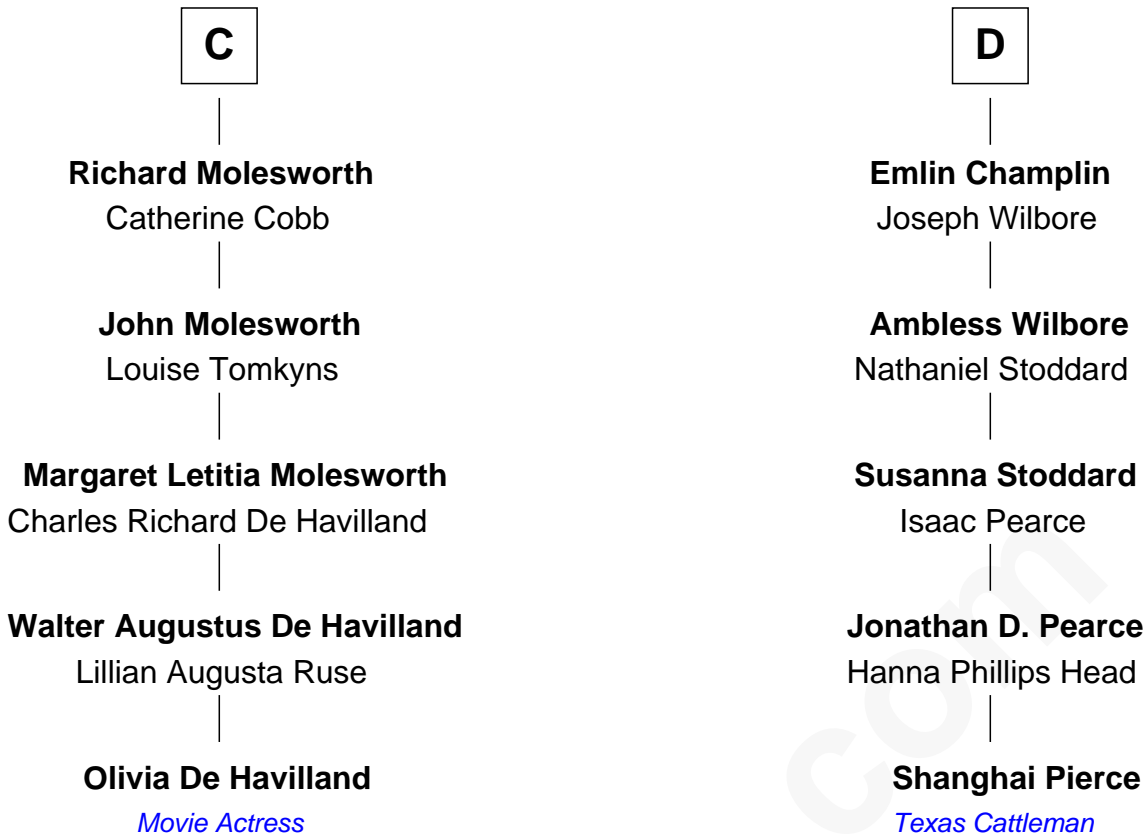 C
Richard Molesworth
Catherine Cobb
John Molesworth
Louise Tomkyns
Margaret Letitia Molesworth
Charles Richard De Havilland
Walter Augustus De Havilland
Lillian Augusta Ruse
Olivia De Havilland
Movie Actress
D
Emlin Champlin
Joseph Wilbore
Ambless Wilbore
Nathaniel Stoddard
Susanna Stoddard
Isaac Pearce
Jonathan D. Pearce
Hanna Phillips Head
Shanghai Pierce
Texas Cattleman
com